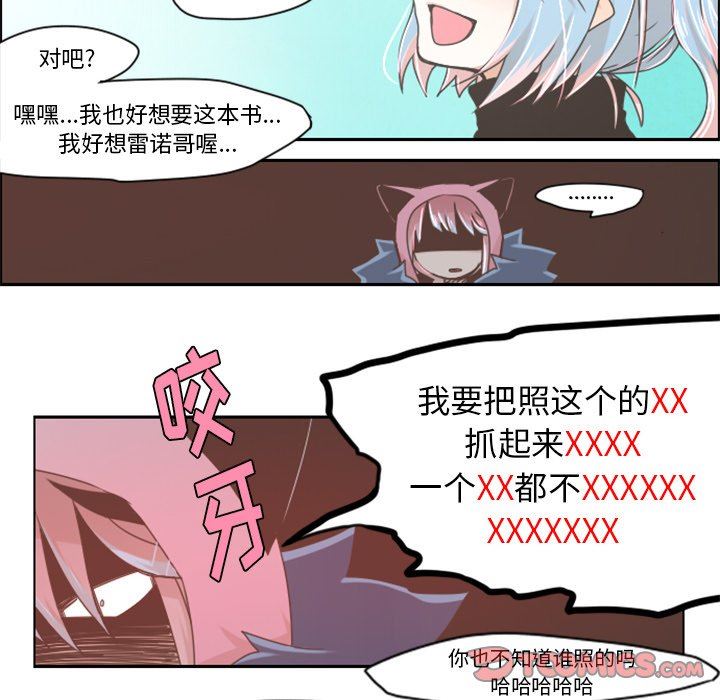 对吧?
嘿嘿...我也好想要这本书...
我好想雷诺哥喔...
........
咬牙
我要把照这个的XX
抓起来XXXX
一个XX都不XXXXXX
XXXXXXX
你也不知道谁照的吗
哈哈哈哈哈
COMICS